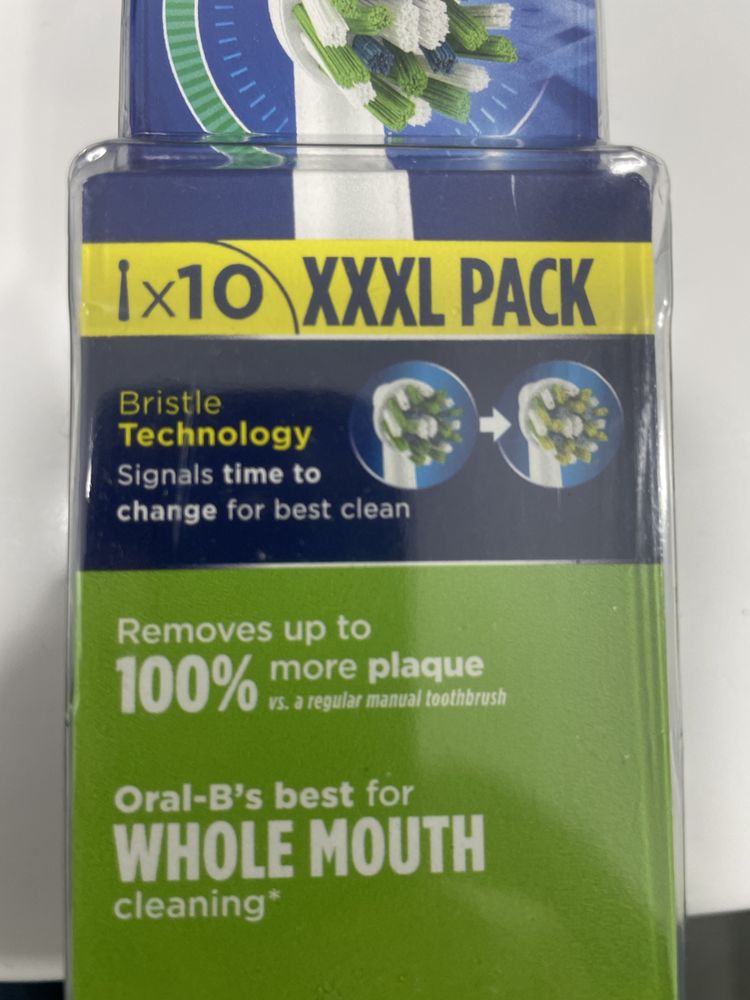 x10 XXXL PACK
Bristle
Technology
Signals time to
change for best clean
Removes up to
100% more plaque
vs. a regular manual toothbrush
Oral-B's best for
WHOLE MOUTH
cleaning*